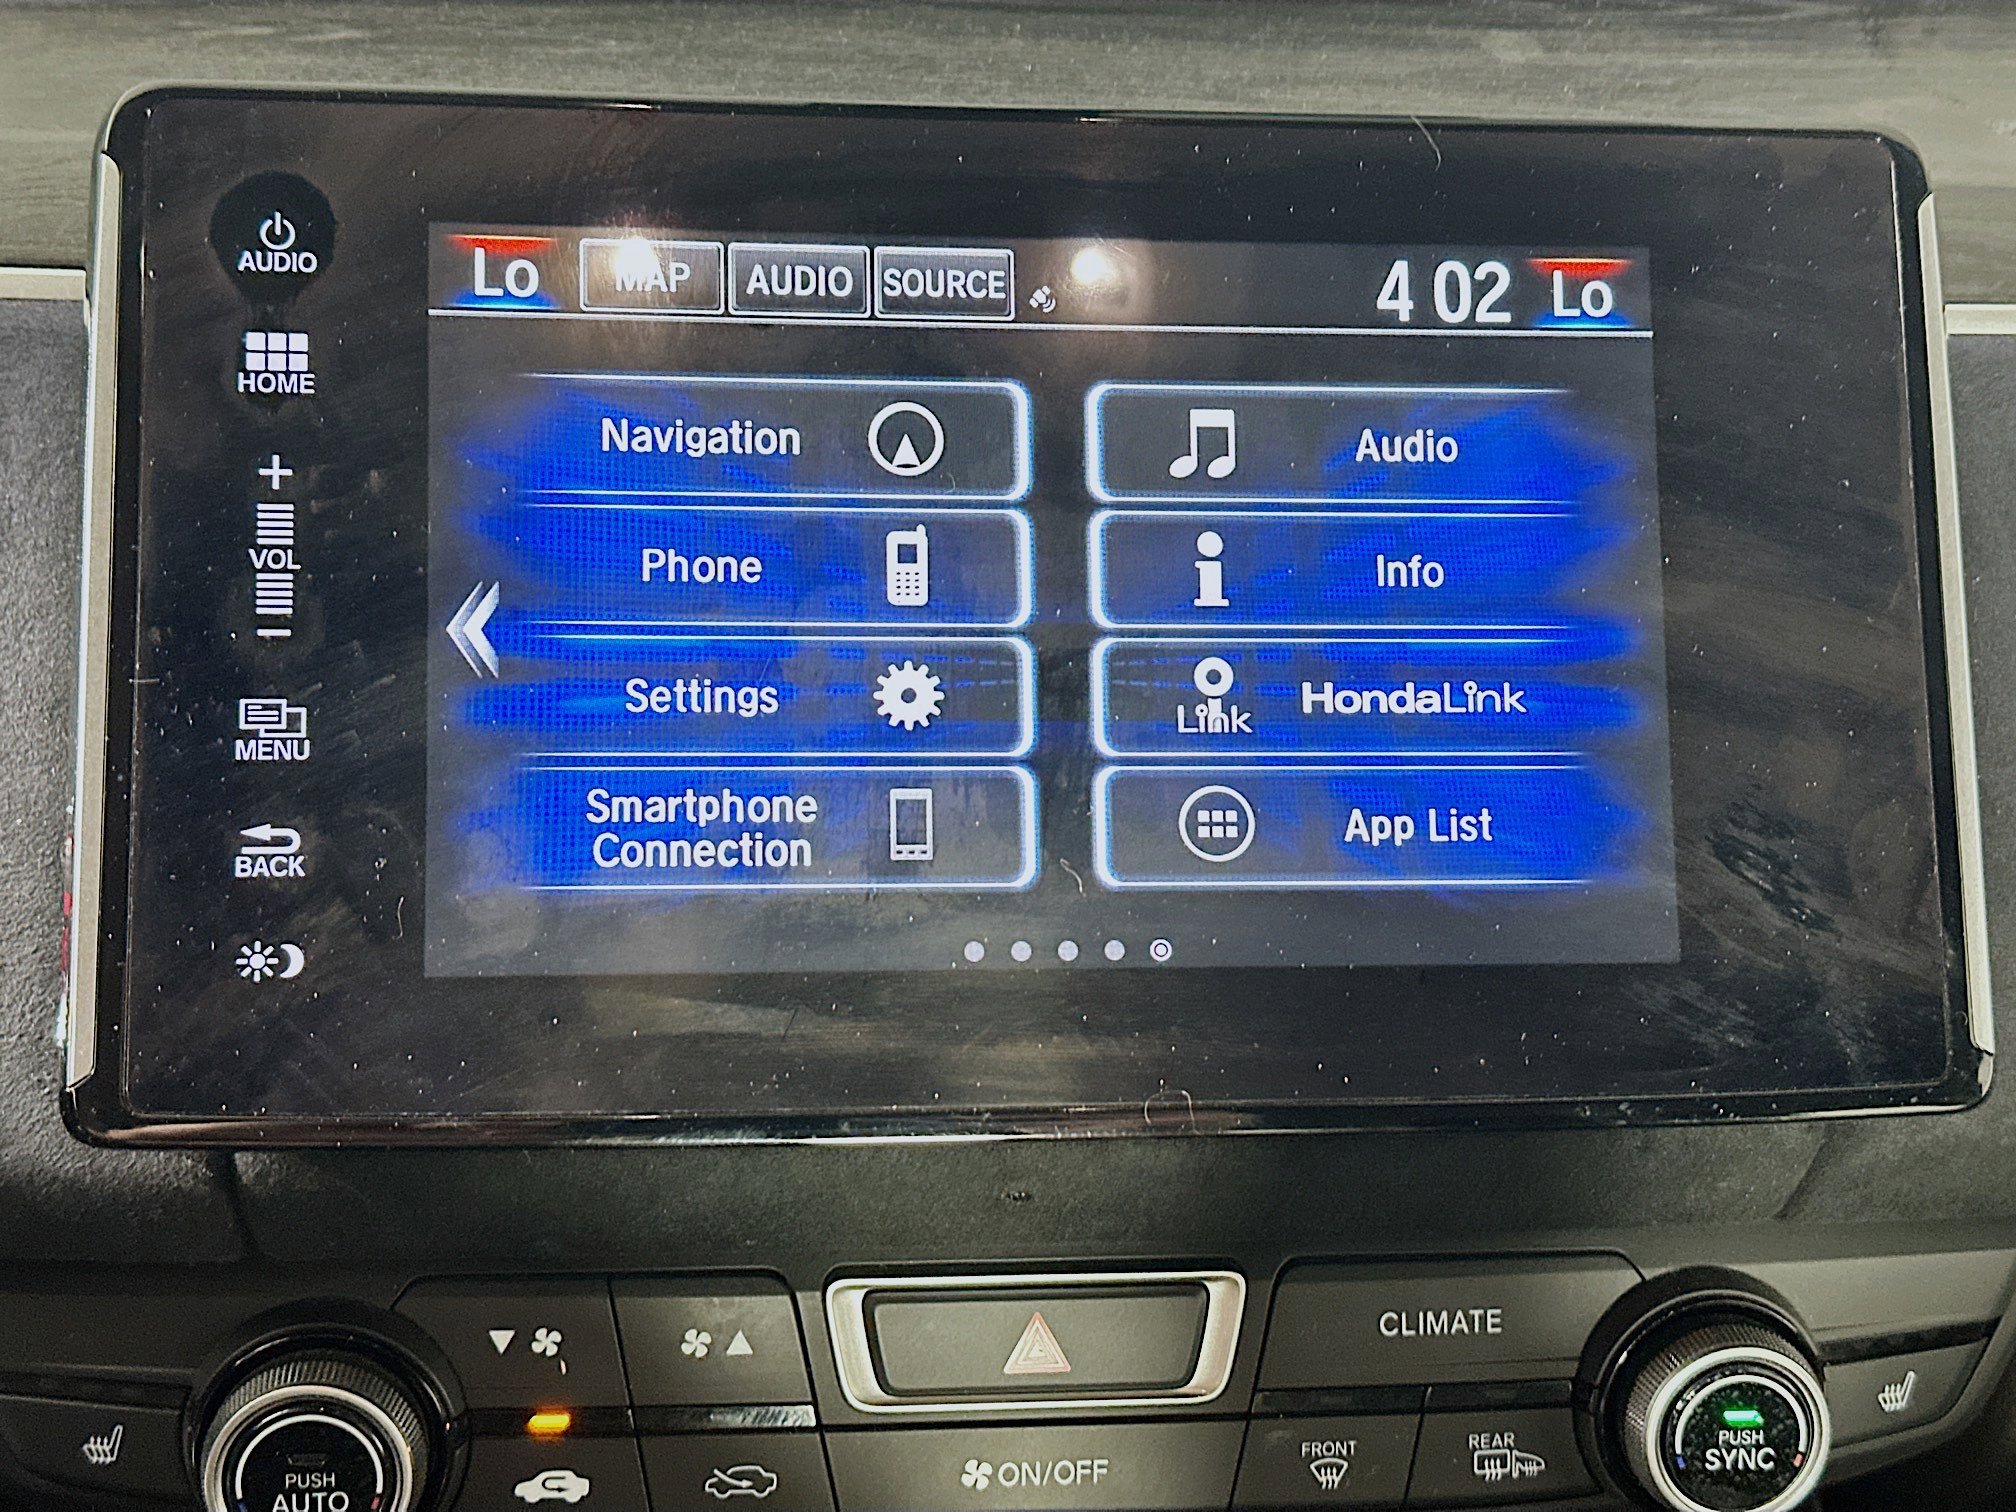 AUDIO
HOME
+
VOL
–
MENU
BACK
Lo
MAP
AUDIO
SOURCE
4 02
Lo
Navigation
Audio
Phone
Info
Settings
Link
HondaLink
Smartphone
Connection
App List
CLIMATE
PUSH
AUTO
ON/OFF
FRONT
REAR
PUSH
SYNC